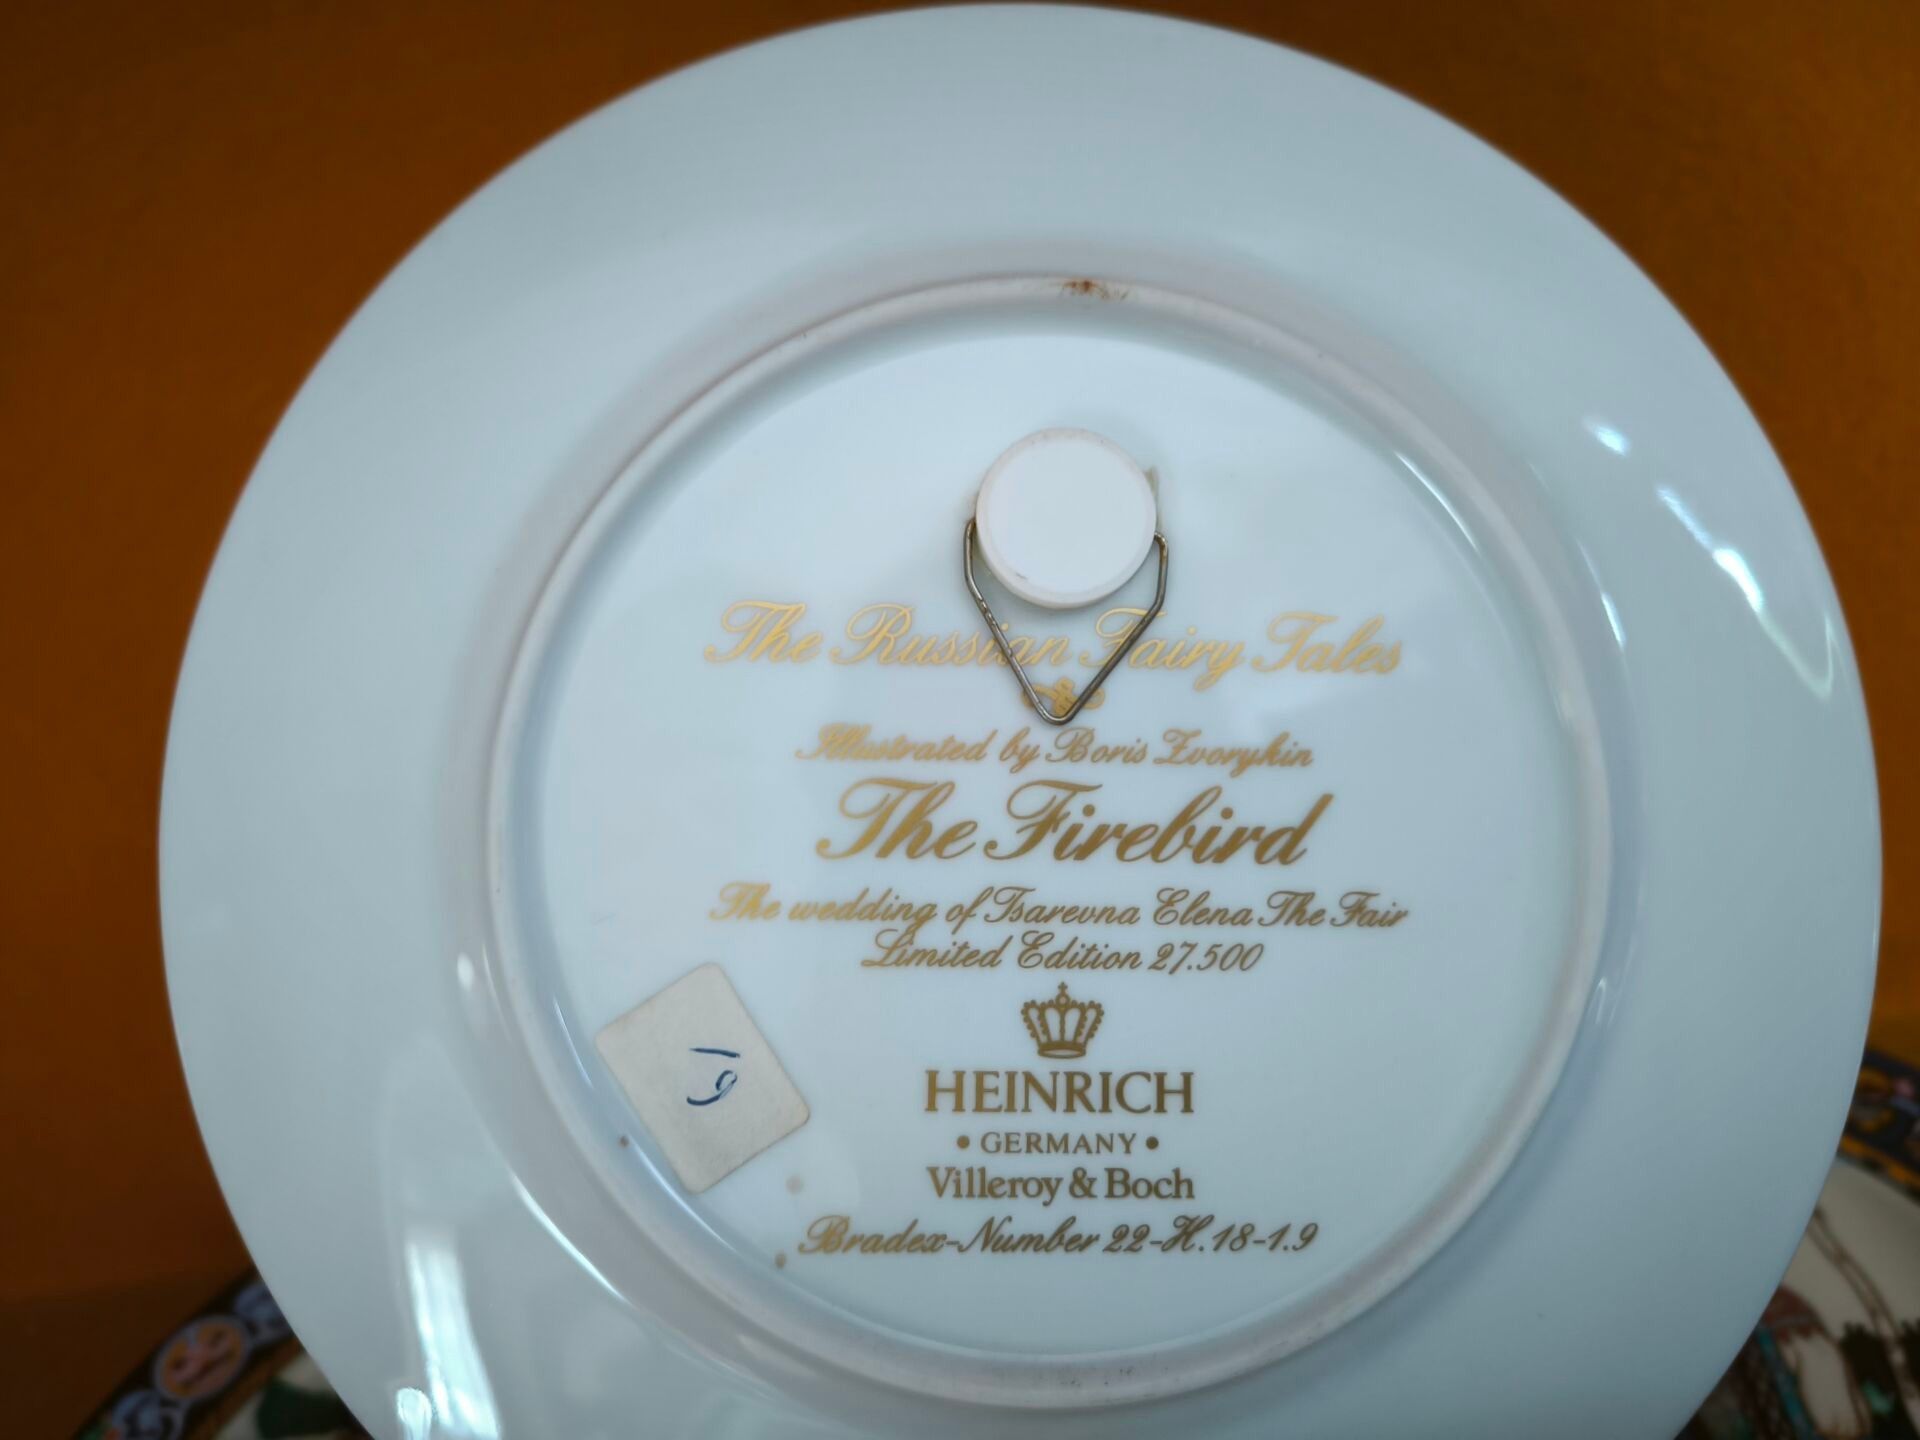 The Russian Fairy Tales
Illustrated by Boris Zvorykin
The Firebird
The wedding of Tsarevna Elena The Fair
Limited Edition 27.500
HEINRICH
• GERMANY •
Villeroy & Boch
Bradex-Number 22-H.18-1.9